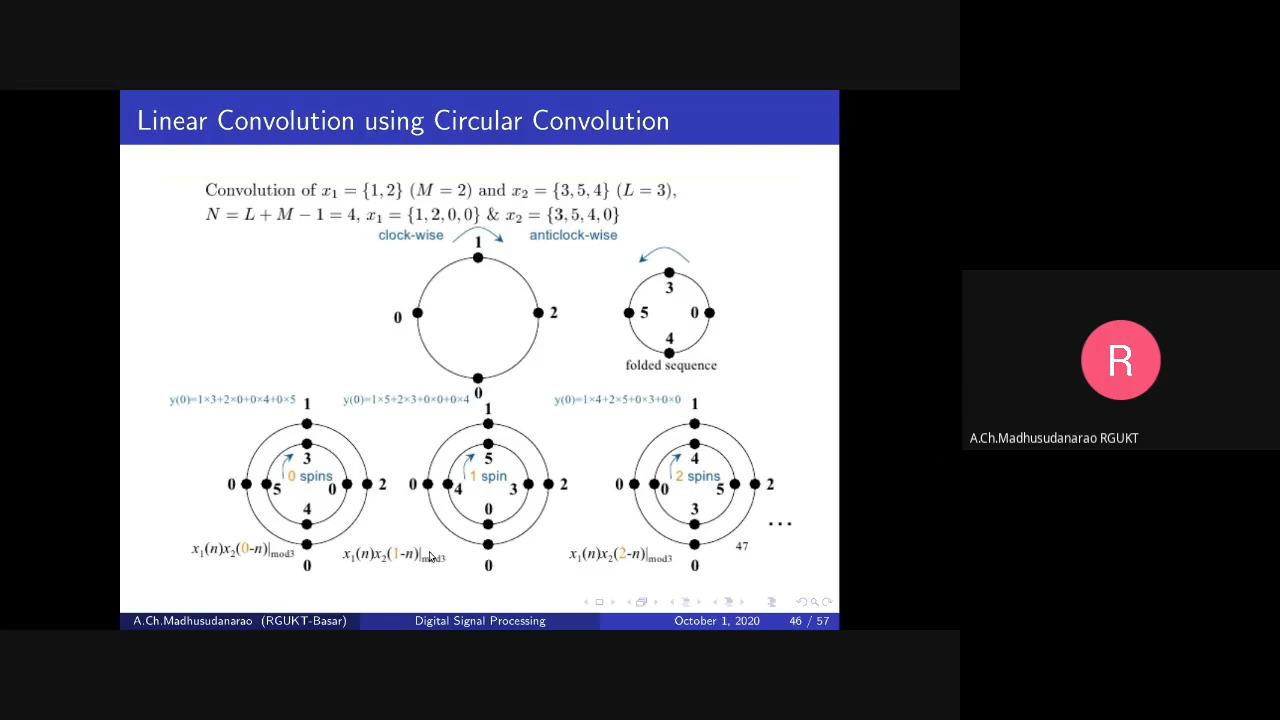 Linear Convolution using Circular Convolution
Convolution of x₁ = {1, 2} (M = 2) and x₂ = {3, 5, 4} (L = 3),
N = L + M − 1 = 4, x₁ = {1, 2, 0, 0} & x₂ = {3, 5, 4, 0}
clock-wise
anticlock-wise
1
0
2
0
3
5
0
4
folded sequence
y(0)=1×3+2×0+0×4+0×5
1
3
0 spins
0
5
0
2
4
0
x₁(n)x₂(0-n)|mod3
y(0)=1×5+2×3+0×0+0×4
1
5
1 spin
0
4
3
2
0
0
x₁(n)x₂(1-n)|mod3
y(0)=1×4+2×5+0×3+0×0
1
4
2 spins
0
0
5
2
3
0
x₁(n)x₂(2-n)|mod3
...
47
A.Ch.Madhusudanarao (RGUKT-Basar)
Digital Signal Processing
October 1, 2020
46 / 57
R
A.Ch.Madhusudanarao RGUKT